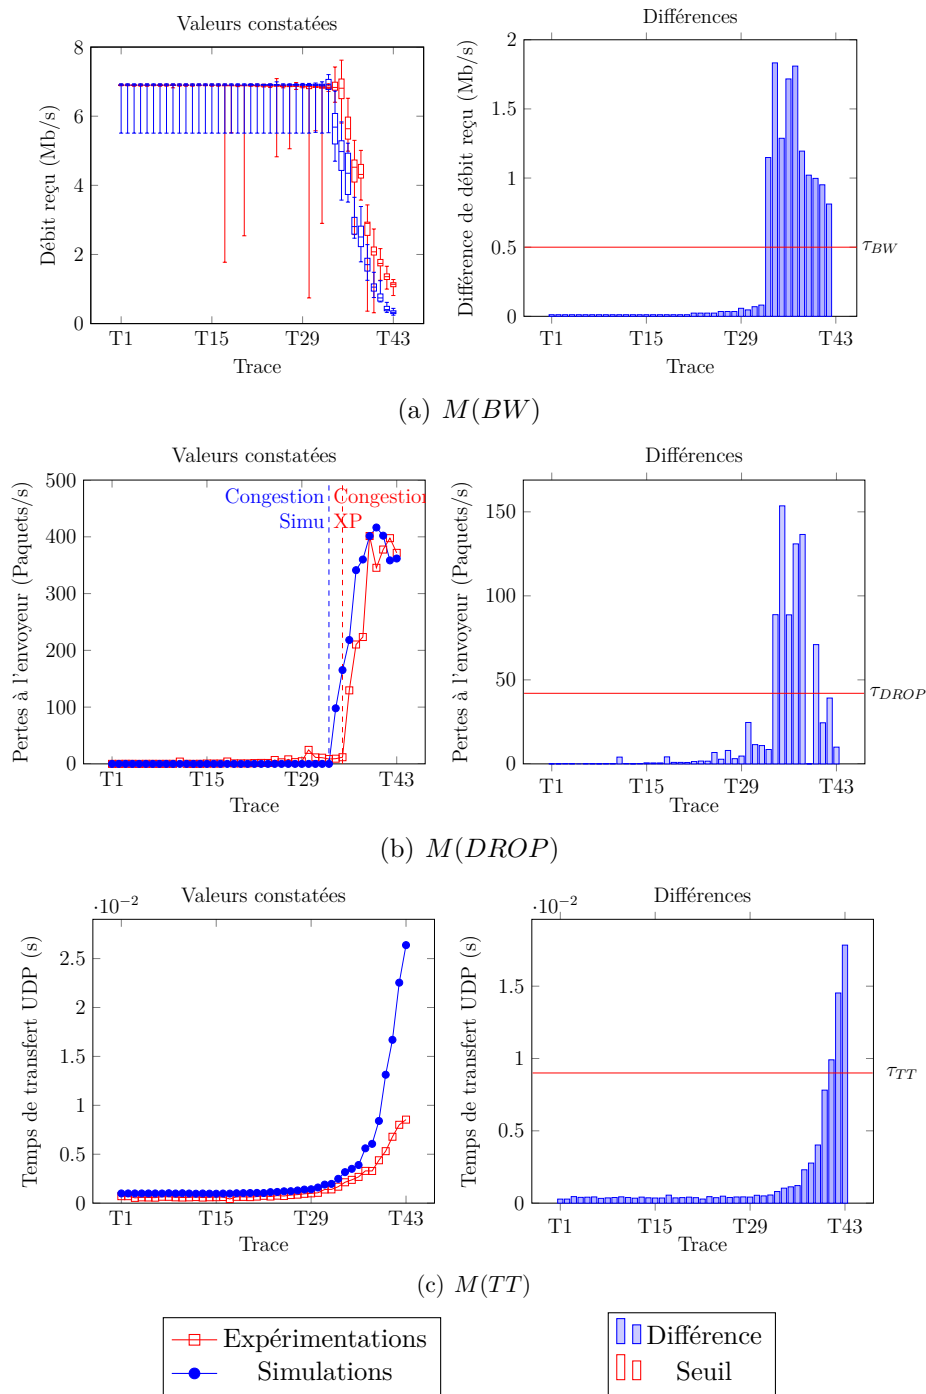 Valeurs constatées
Différences
8
6
4
2
0
Débit reçu (Mb/s)
T1
T15
T29
T43
Trace
2
1.5
1
0.5
0
Différence de débit reçu (Mb/s)
τBW
T1
T15
T29
T43
Trace
(a) M(BW)
Valeurs constatées
Différences
500
400
300
200
100
0
Pertes à l'envoyeur (Paquets/s)
Congestion
Simu
Congestion
XP
T1
T15
T29
T43
Trace
150
100
50
0
Pertes à l'envoyeur (Paquets/s)
τDROP
T1
T15
T29
T43
Trace
(b) M(DROP)
Valeurs constatées
Différences
·10−2
2.5
2
1.5
1
0.5
0
Temps de transfert UDP (s)
T1
T15
T29
T43
Trace
·10−2
1.5
1
0.5
0
Temps de transfert UDP (s)
τTT
T1
T15
T29
T43
Trace
(c) M(TT)
Expérimentations
Simulations
Différence
Seuil